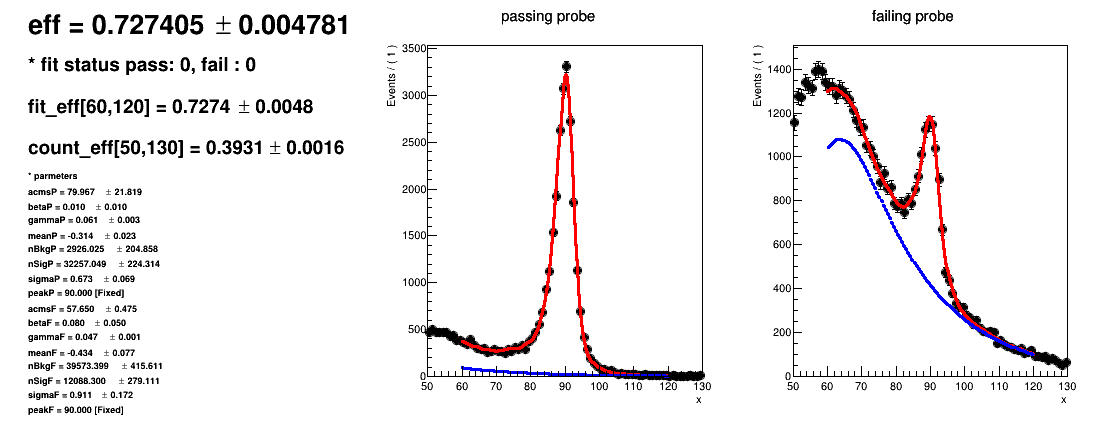 eff = 0.727405 ± 0.004781
* fit status pass: 0, fail : 0
fit_eff[60,120] = 0.7274 ± 0.0048
count_eff[50,130] = 0.3931 ± 0.0016
* parmeters
acmsP = 79.967 ± 21.819
betaP = 0.010 ± 0.010
gammaP = 0.061 ± 0.003
meanP = -0.314 ± 0.023
nBkgP = 2926.025 ± 204.858
nSigP = 32257.049 ± 224.314
sigmaP = 0.673 ± 0.069
peakP = 90.000 [Fixed]
acmsF = 57.650 ± 0.475
betaF = 0.080 ± 0.050
gammaF = 0.047 ± 0.001
meanF = -0.434 ± 0.077
nBkgF = 39573.399 ± 415.611
nSigF = 12088.300 ± 279.111
sigmaF = 0.911 ± 0.172
peakF = 90.000 [Fixed]
passing probe
Events / ( 1 )
3500
3000
2500
2000
1500
1000
500
0
50 60 70 80 90 100 110 120 130
x
failing probe
Events / ( 1 )
1400
1200
1000
800
600
400
200
0
50 60 70 80 90 100 110 120 130
x